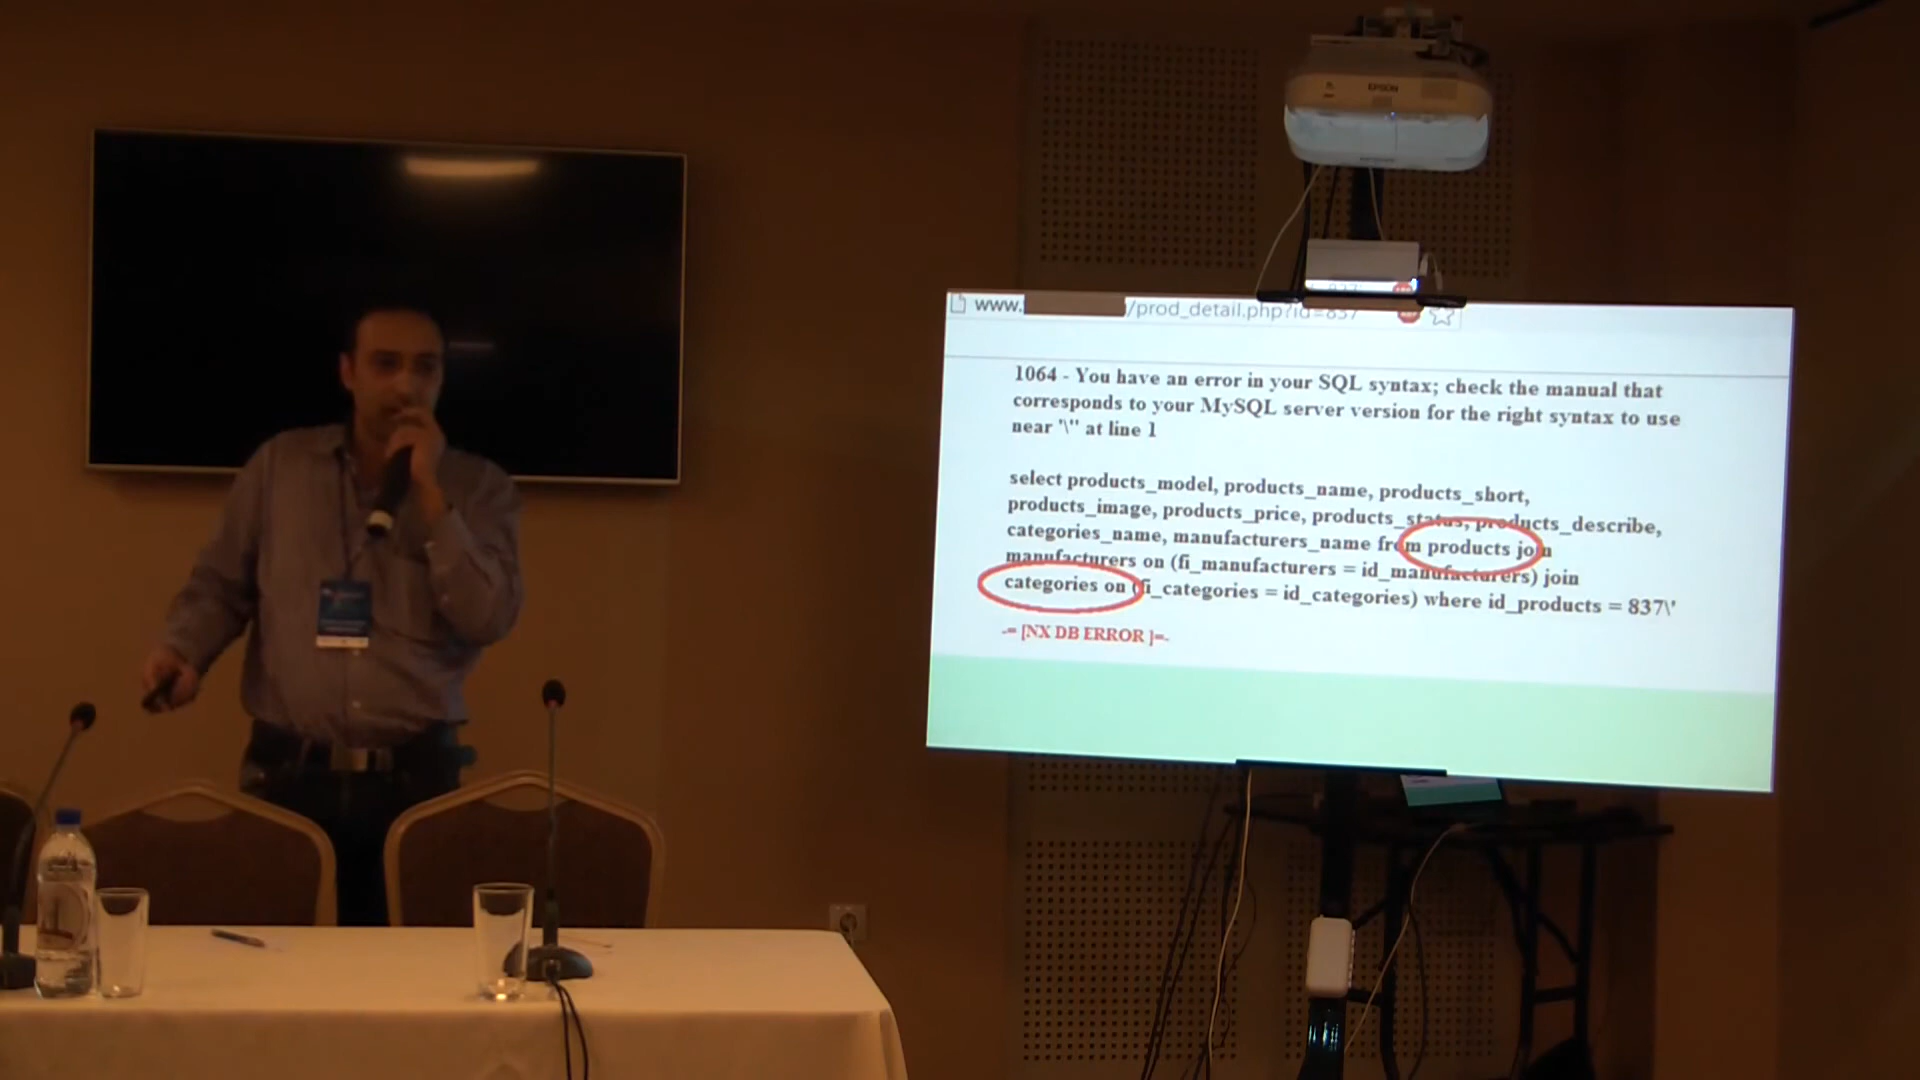 EPSON
www. /prod_detail.php?id=837
1064 - You have an error in your SQL syntax; check the manual that
corresponds to your MySQL server version for the right syntax to use
near '\'' at line 1
select products_model, products_name, products_short,
products_image, products_price, products_status, products_describe,
categories_name, manufacturers_name from products join
manufacturers on (fi_manufacturers = id_manufacturers) join
categories on (fi_categories = id_categories) where id_products = 837\'
-= [NX DB ERROR ]=-